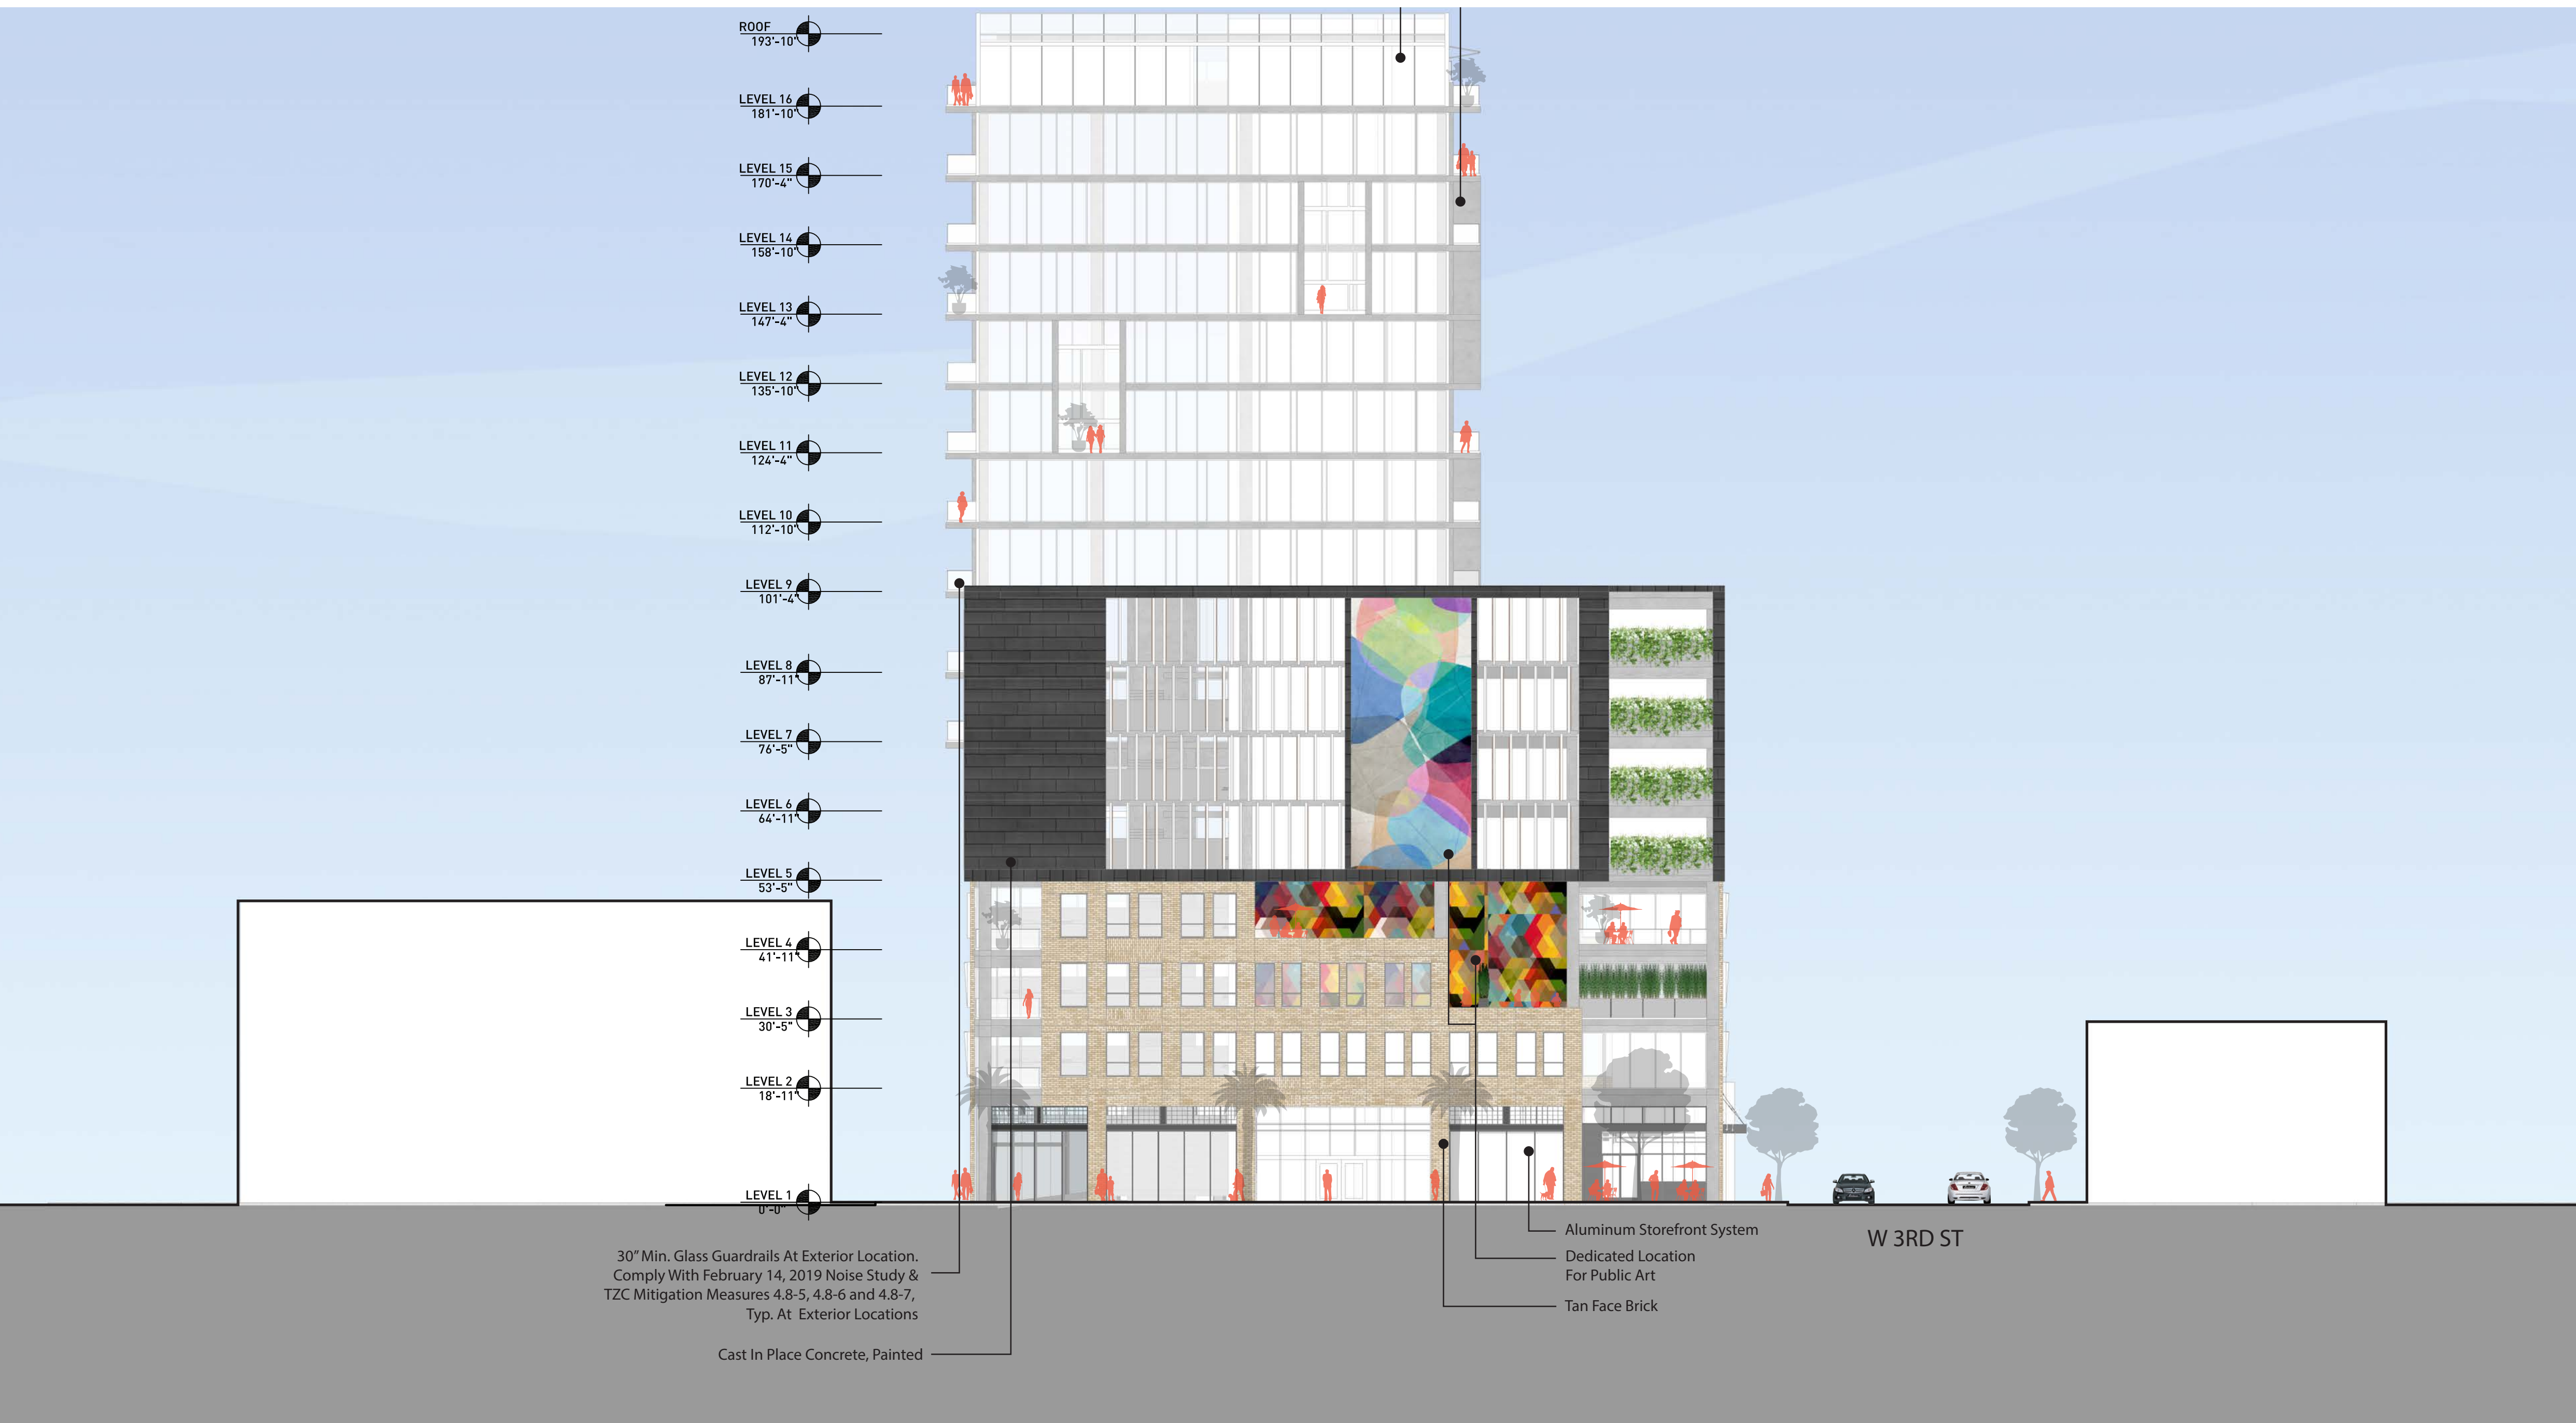 ROOF
193'-10"
LEVEL 16
181'-10"
LEVEL 15
170'-4"
LEVEL 14
158'-10"
LEVEL 13
147'-4"
LEVEL 12
135'-10"
LEVEL 11
124'-4"
LEVEL 10
112'-10"
LEVEL 9
101'-4"
LEVEL 8
87'-11"
LEVEL 7
76'-5"
LEVEL 6
64'-11"
LEVEL 5
53'-5"
LEVEL 4
41'-11"
LEVEL 3
30'-5"
LEVEL 2
18'-11"
LEVEL 1
0'-0"
30" Min. Glass Guardrails At Exterior Location.
Comply With February 14, 2019 Noise Study &
TZC Mitigation Measures 4.8-5, 4.8-6 and 4.8-7,
Typ. At Exterior Locations
Cast In Place Concrete, Painted
Aluminum Storefront System
Dedicated Location
For Public Art
Tan Face Brick
W 3RD ST